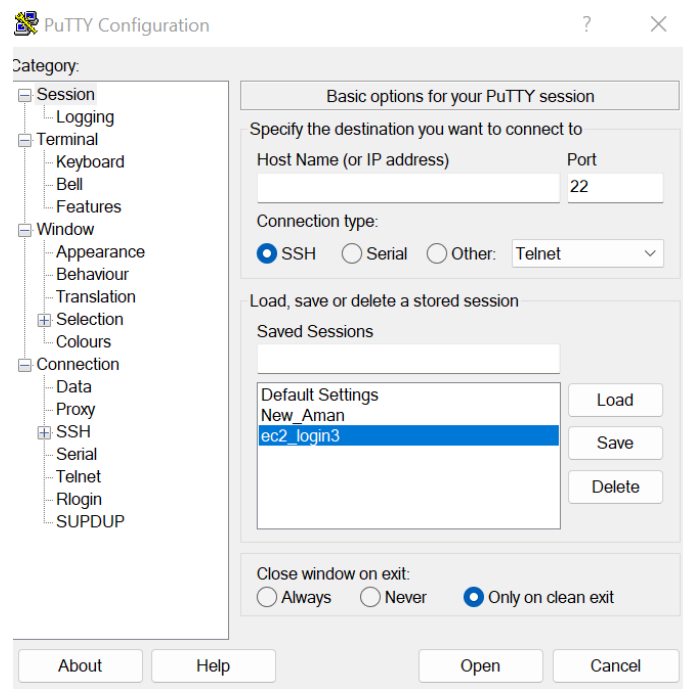 PuTTY Configuration
?
Category:
Session
Logging
Terminal
Keyboard
Bell
Features
Window
Appearance
Behaviour
Translation
Selection
Colours
Connection
Data
Proxy
SSH
Serial
Telnet
Rlogin
SUPDUP
Basic options for your PuTTY session
Specify the destination you want to connect to
Host Name (or IP address) Port
22
Connection type:
SSH Serial Other: Telnet
Load, save or delete a stored session
Saved Sessions
Default Settings
New_Aman
ec2_login3
Load
Save
Delete
Close window on exit:
Always Never Only on clean exit
About Help Open Cancel